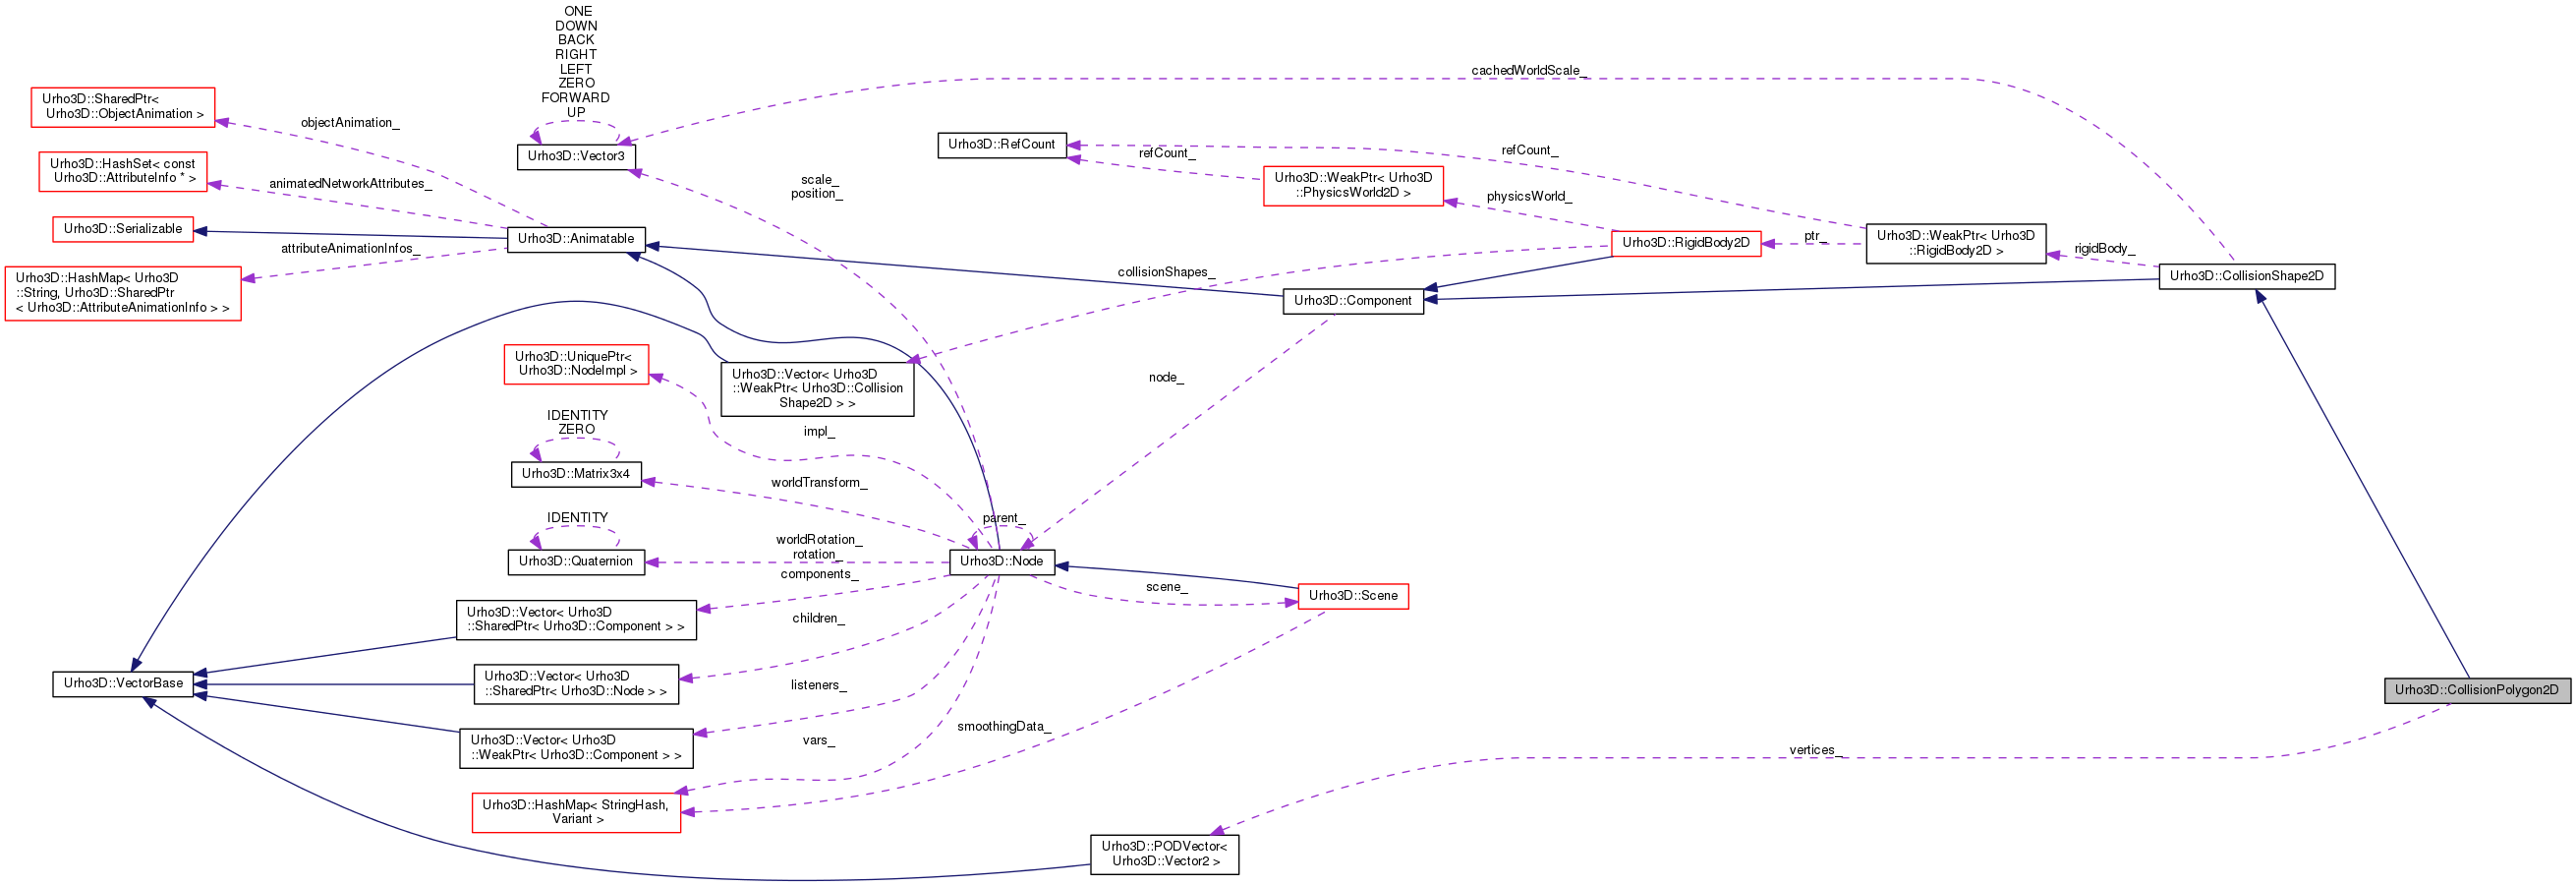 ONE
DOWN
BACK
RIGHT
LEFT
ZERO
FORWARD
UP
cachedWorldScale_
Urho3D::SharedPtr<
Urho3D::ObjectAnimation >
objectAnimation_
Urho3D::Vector3
Urho3D::RefCount
refCount_
refCount_
Urho3D::HashSet< const
Urho3D::AttributeInfo * >
animatedNetworkAttributes_
scale_
position_
Urho3D::WeakPtr< Urho3D
::PhysicsWorld2D >
physicsWorld_
Urho3D::Serializable
Urho3D::Animatable
Urho3D::RigidBody2D
ptr_
Urho3D::WeakPtr< Urho3D
::RigidBody2D >
rigidBody_
attributeAnimationInfos_
Urho3D::HashMap< Urho3D
::String, Urho3D::SharedPtr
< Urho3D::AttributeAnimationInfo > >
collisionShapes_
Urho3D::Component
Urho3D::CollisionShape2D
Urho3D::UniquePtr<
Urho3D::NodeImpl >
Urho3D::Vector< Urho3D
::WeakPtr< Urho3D::Collision
Shape2D > >
node_
IDENTITY
ZERO
impl_
Urho3D::Matrix3x4
worldTransform_
IDENTITY
parent_
Urho3D::Quaternion
worldRotation_
rotation_
Urho3D::Node
components_
scene_
Urho3D::Scene
Urho3D::Vector< Urho3D
::SharedPtr< Urho3D::Component > >
children_
Urho3D::VectorBase
Urho3D::Vector< Urho3D
::SharedPtr< Urho3D::Node > >
listeners_
Urho3D::CollisionPolygon2D
Urho3D::Vector< Urho3D
::WeakPtr< Urho3D::Component > >
vars_
smoothingData_
vertices_
Urho3D::HashMap< StringHash,
Variant >
Urho3D::PODVector<
Urho3D::Vector2 >